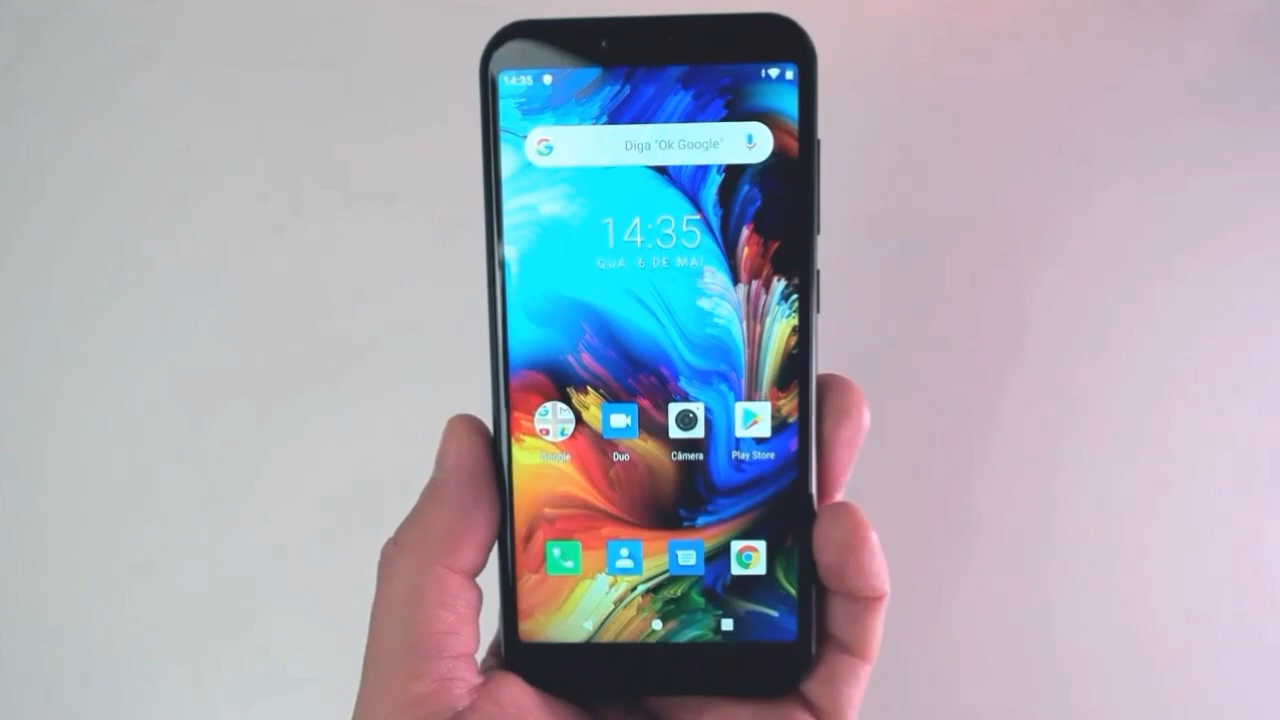 14:35
Diga "Ok Google"
14:35
QUA, 6 DE MAI
Google
Duo
Câmera
Play Store